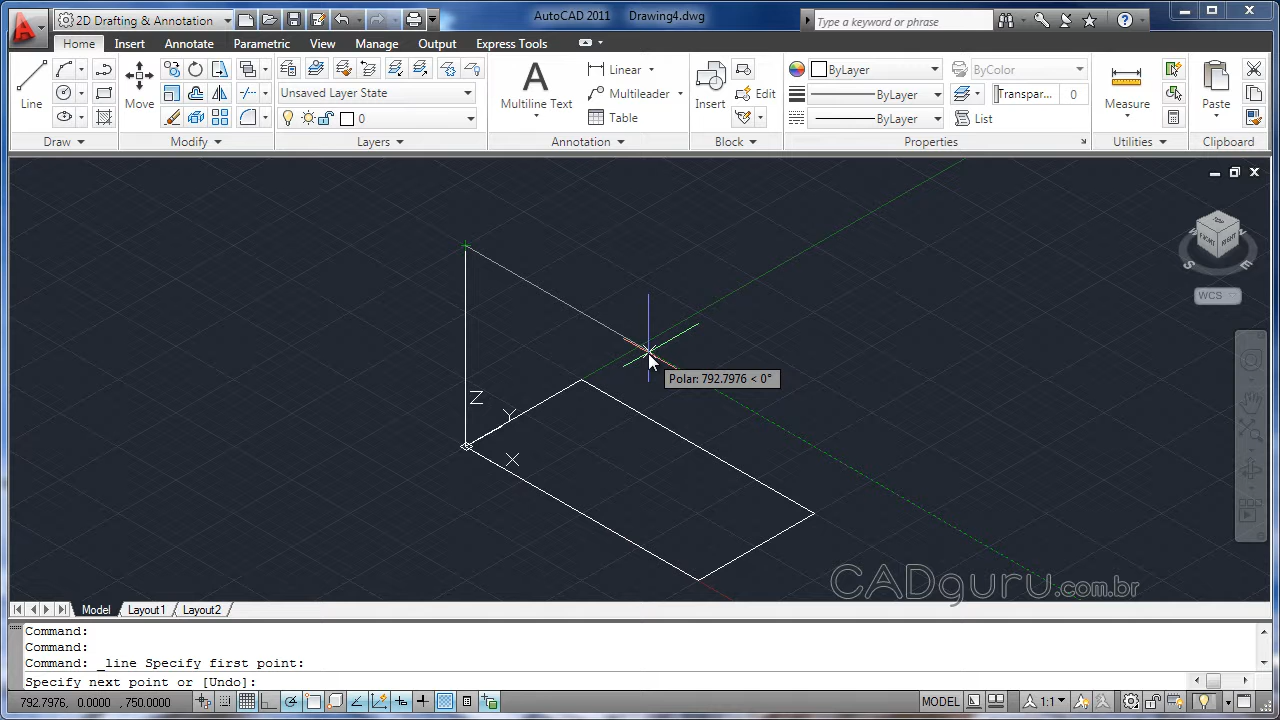 2D Drafting & Annotation
AutoCAD 2011 Drawing4.dwg
Type a keyword or phrase
Home Insert Annotate Parametric View Manage Output Express Tools
Line
Move
Unsaved Layer State
0
Multiline Text
Linear
Multileader
Table
Insert
Edit
ByLayer
ByLayer
ByLayer
ByColor
Transpar...
0
List
Measure
Paste
Draw Modify Layers Annotation Block Properties Utilities Clipboard
TOP
FRONT
RIGHT
W
N
S
E
WCS
Polar: 792.7976 < 0°
Z
Y
X
CADguru.com.br
Model Layout1 Layout2
Command:
Command:
Command: _line Specify first point:
Specify next point or [Undo]:
792.7976, 0.0000 , 750.0000
MODEL
1:1